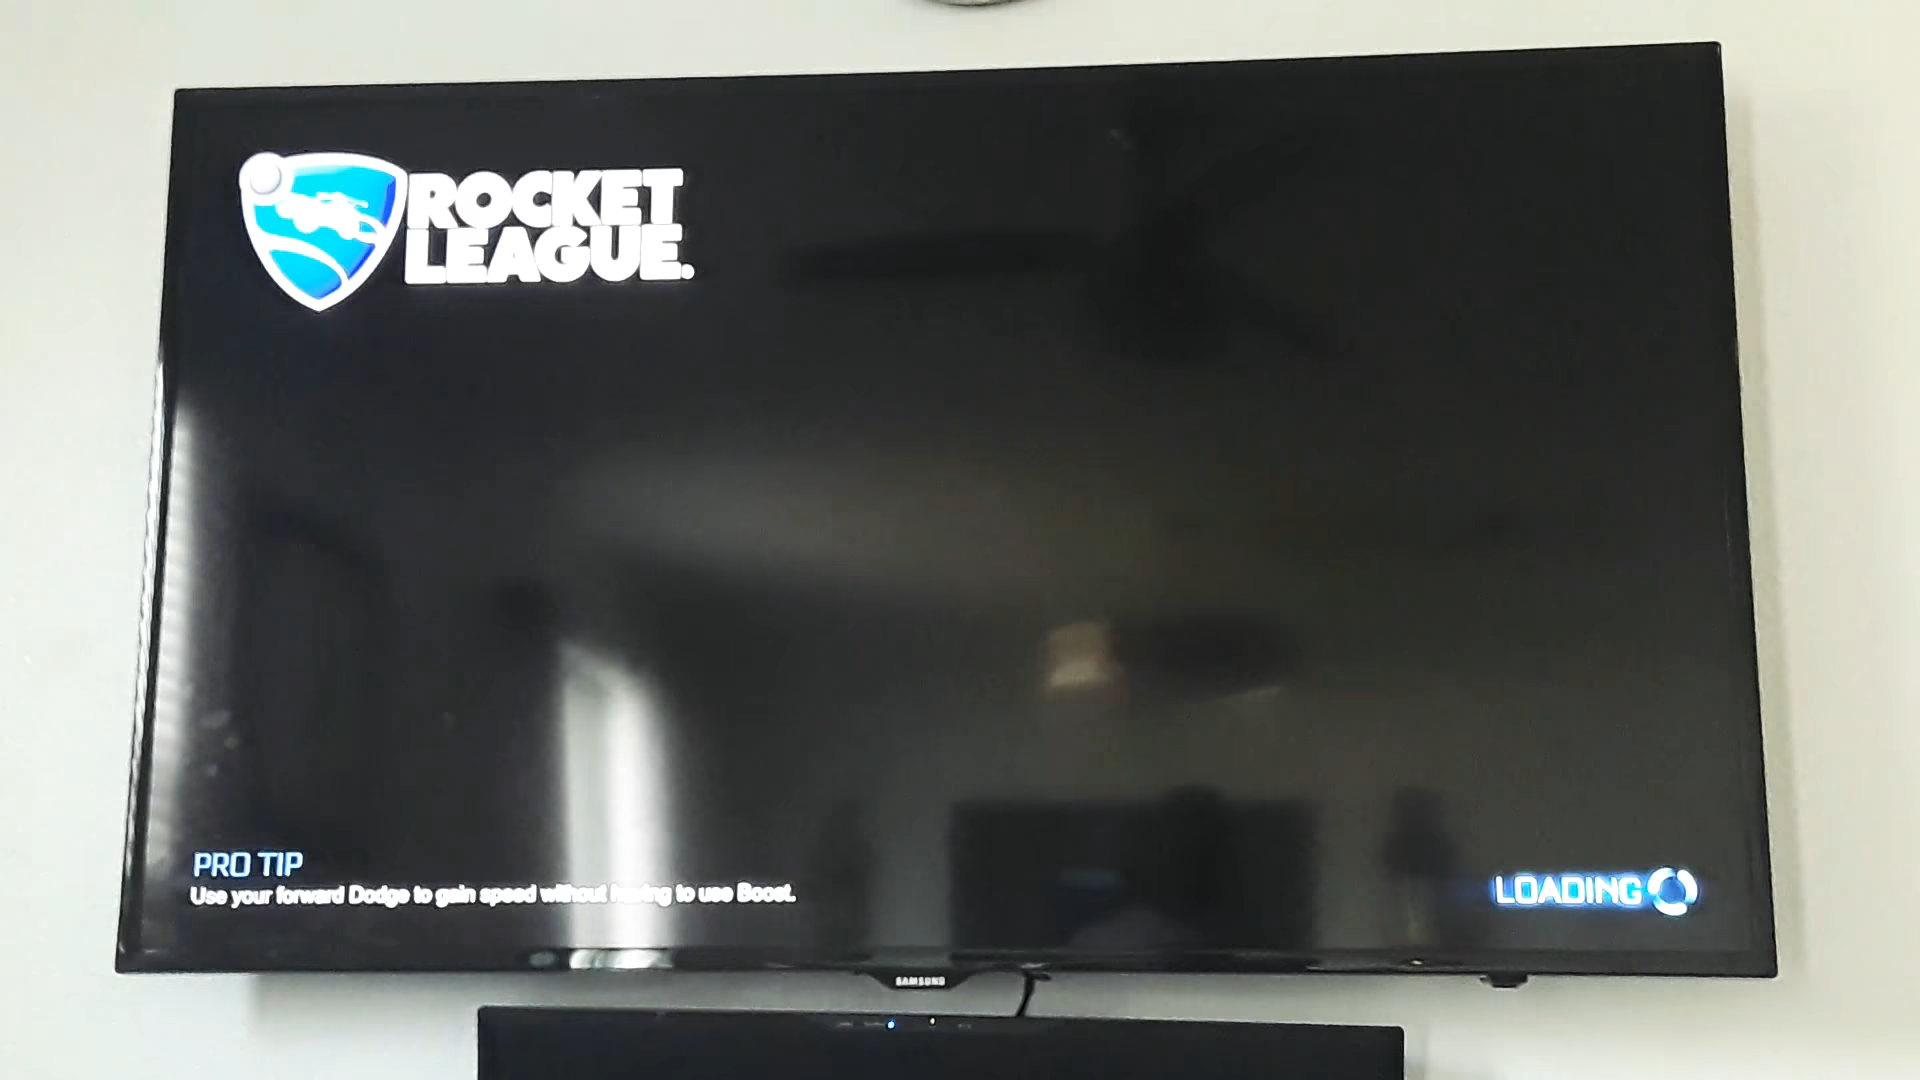 ROCKET
LEAGUE.
PRO TIP
Use your forward Dodge to gain speed without having to use Boost.
LOADING
SAMSUNG